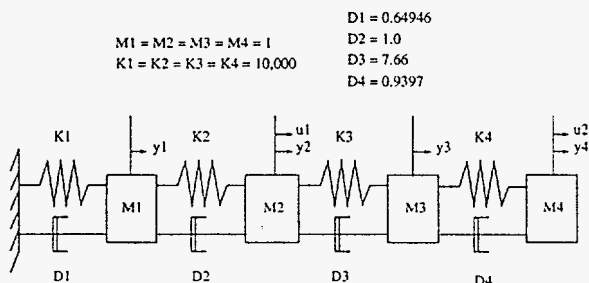 D1 = 0.64946
M1 = M2 = M3 = M4 = 1
D2 = 1.0
K1 = K2 = K3 = K4 = 10,000
D3 = 7.66
D4 = 0.9397
K1
y1
K2
u1
y2
K3
y3
K4
u2
y4
M1
M2
M3
M4
D1
D2
D3
D4